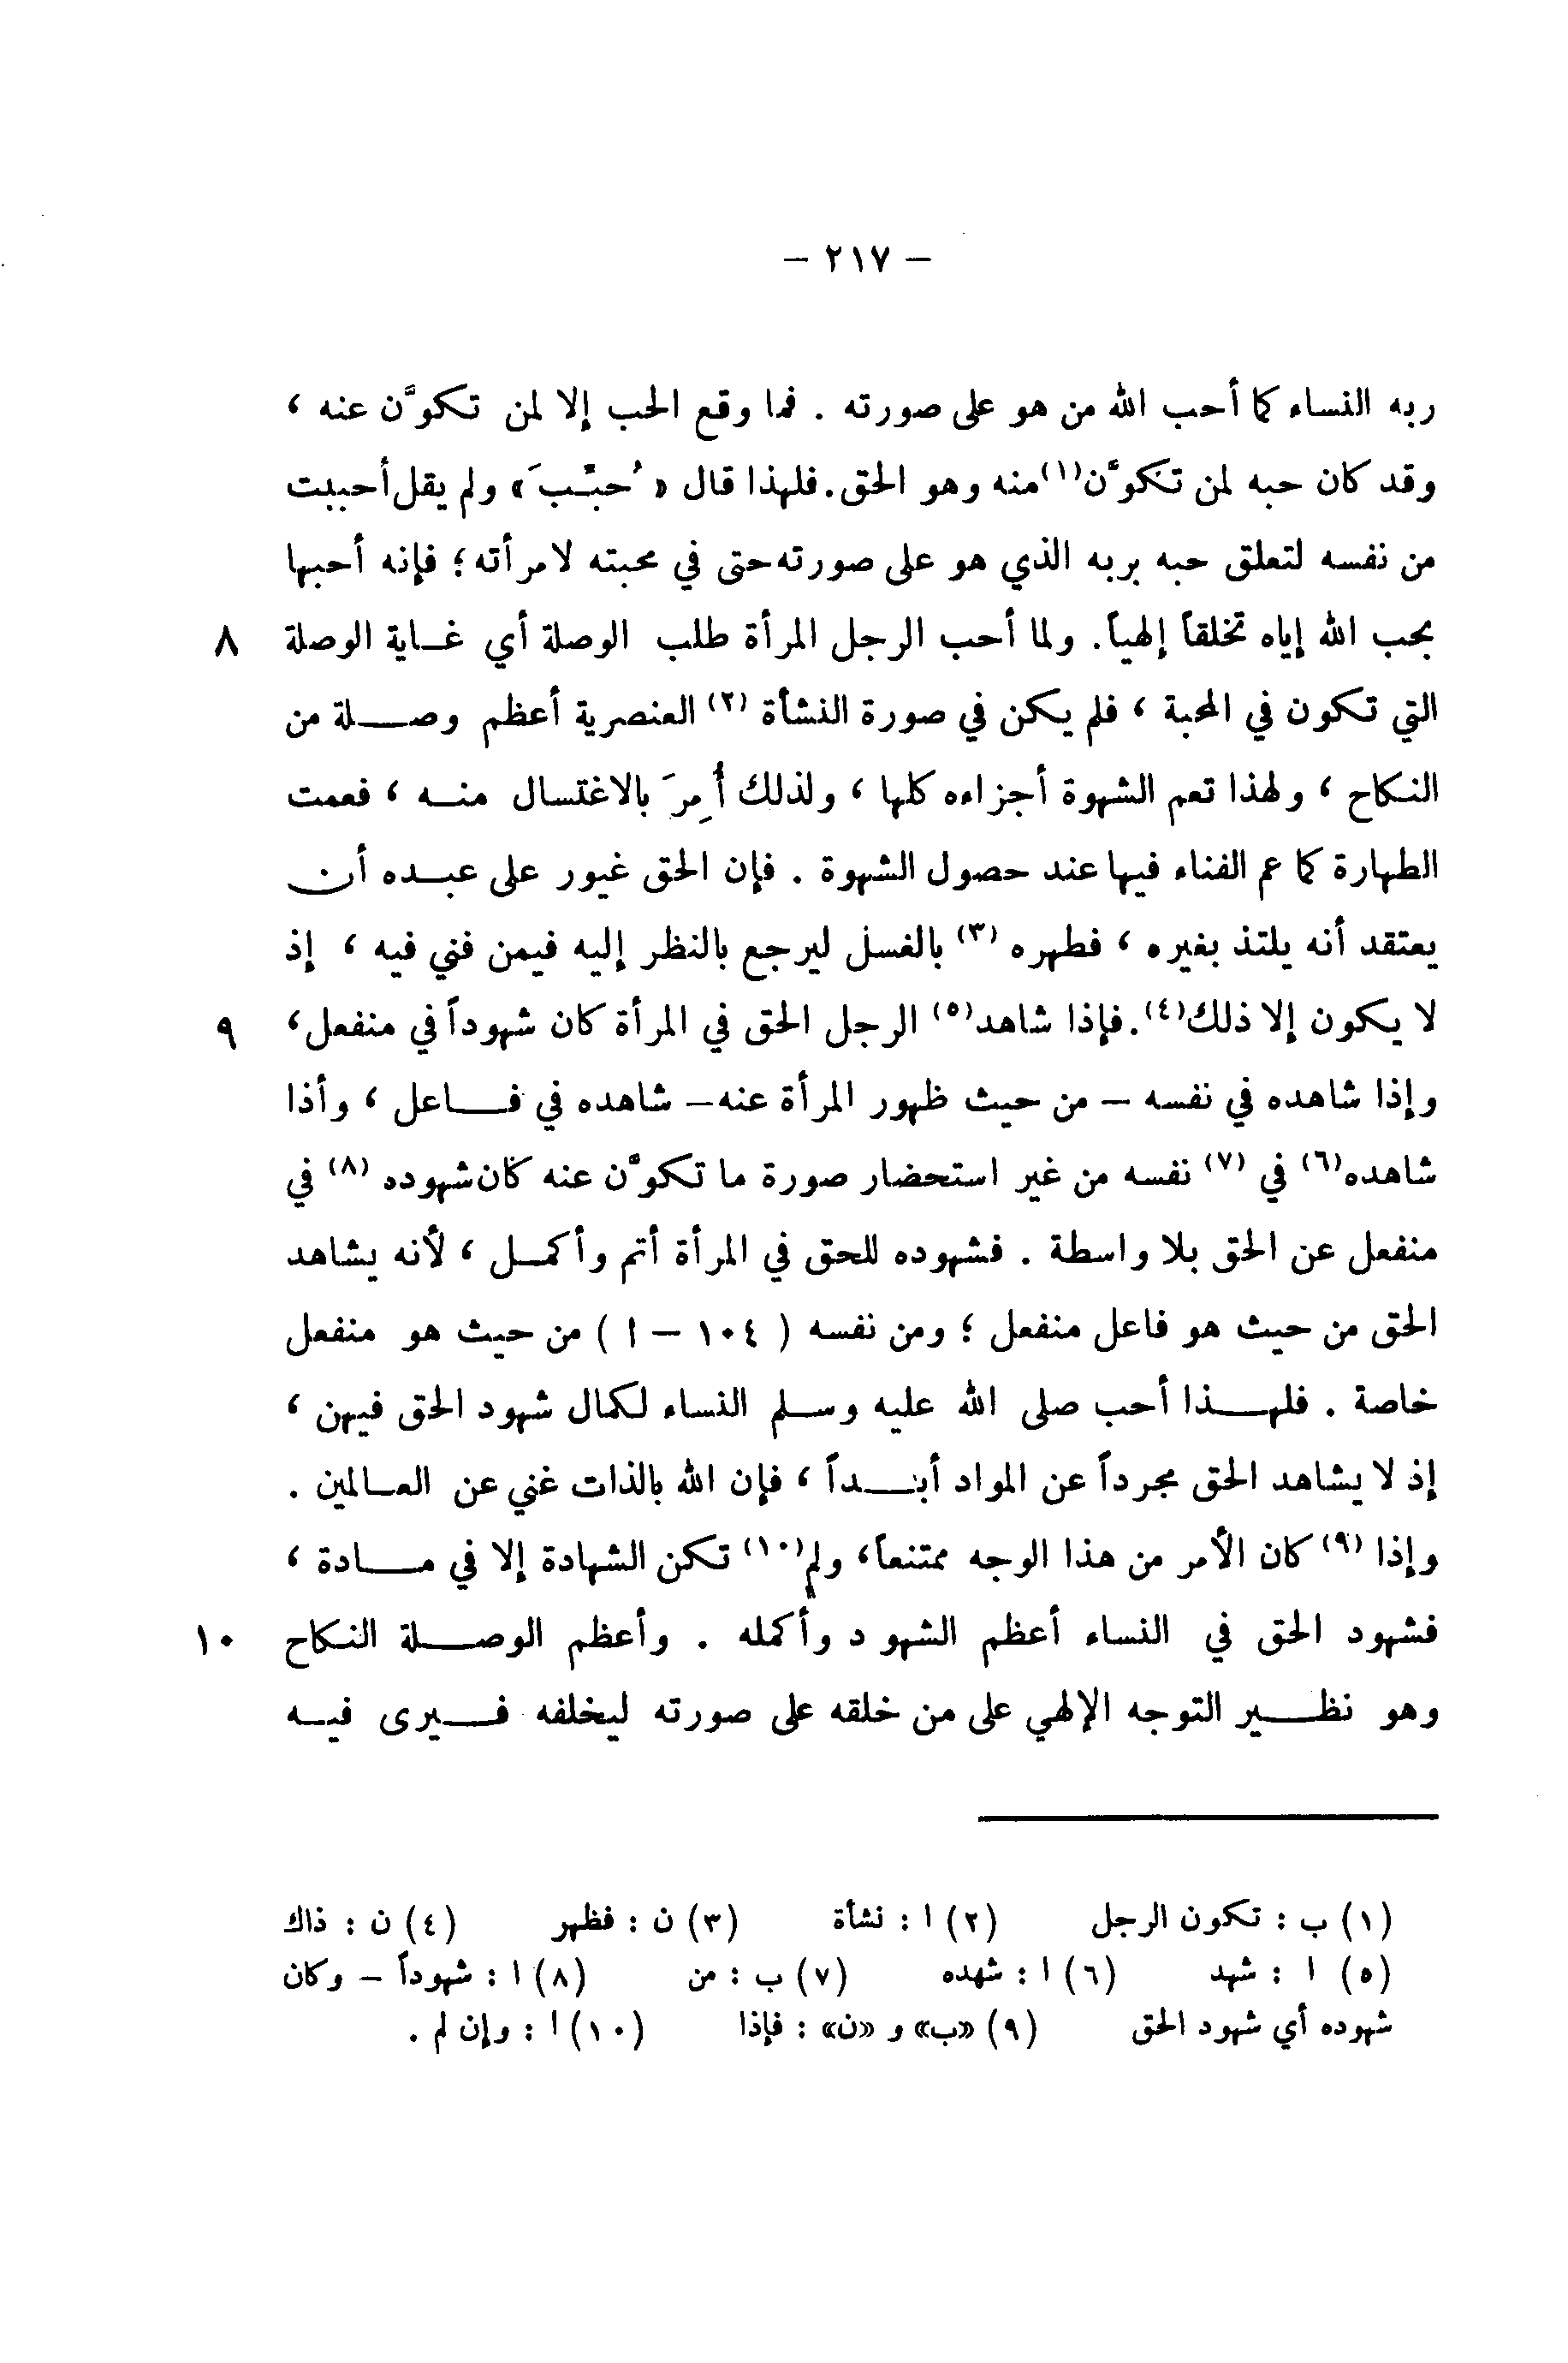 – ٢١٧ –
ربه النساء كما أحب الله من هو على صورته . فما وقع الحب إلا لمن تكوَّن عنه ،
وقد كان حبه لمن تكوَّن(١) منه وهو الحق. فلهذا قال « حُبِّبَ » ولم يقل أحببت
من نفسه لتعلق حبه بربه الذي هو على صورته حتى في محبته لامرأته ؛ فإنه أحبها
بحب الله إياه تخلقاً إلهياً. ولما أحب الرجل المرأة طلب الوصلة أي غاية الوصلة ٨
التي تكون في المحبة ، فلم يكن في صورة النشأة (٢) العنصرية أعظم وصلة من
النكاح ، ولهذا تعم الشهوة أجزاءه كلها ، ولذلك أُمِرَ بالاغتسال منه ، فعمت
الطهارة كما عم الفناء فيها عند حصول الشهوة . فإن الحق غيور على عبده أن
يعتقد أنه يلتذ بغيره ، فطهره (٣) بالغسل ليرجع بالنظر إليه فيمن فني فيه ، إذ
لا يكون إلا ذلك(٤). فإذا شاهد(٥) الرجل الحق في المرأة كان شهوداً في منفعل ، ٩
وإذا شاهده في نفسه – من حيث ظهور المرأة عنه – شاهده في فاعل ، وأذا
شاهده(٦) في (٧) نفسه من غير استحضار صورة ما تكوَّن عنه كان شهوده (٨) في
منفعل عن الحق بلا واسطة . فشهوده للحق في المرأة أتم وأكمل ، لأنه يشاهد
الحق من حيث هو فاعل منفعل ؛ ومن نفسه ( ١٠٤ – ا ) من حيث هو منفعل
خاصة . فلهذا أحب صلى الله عليه وسلم النساء لكمال شهود الحق فيهن ،
إذ لا يشاهد الحق مجرداً عن المواد أبداً ، فإن الله بالذات غني عن العالمين .
وإذا (٩) كان الأمر من هذا الوجه ممتنعاً ، ولم(١٠) تكن الشهادة إلا في مادة ،
فشهود الحق في النساء أعظم الشهود وأكمله . وأعظم الوصلة النكاح ١٠
وهو نظير التوجه الإلهي على من خلقه على صورته ليخلفه فيرى فيه
(١) ب : تكون الرجل (٢) ا : نشأة (٣) ن : فظهر (٤) ن : ذاك
(٥) ا : شهد (٦) ا : شهده (٧) ب : من (٨) ا : شهوداً – وكان
شهوده أي شهود الحق (٩) «ب» و «ن» : فإذا (١٠) ا : وإن لم .